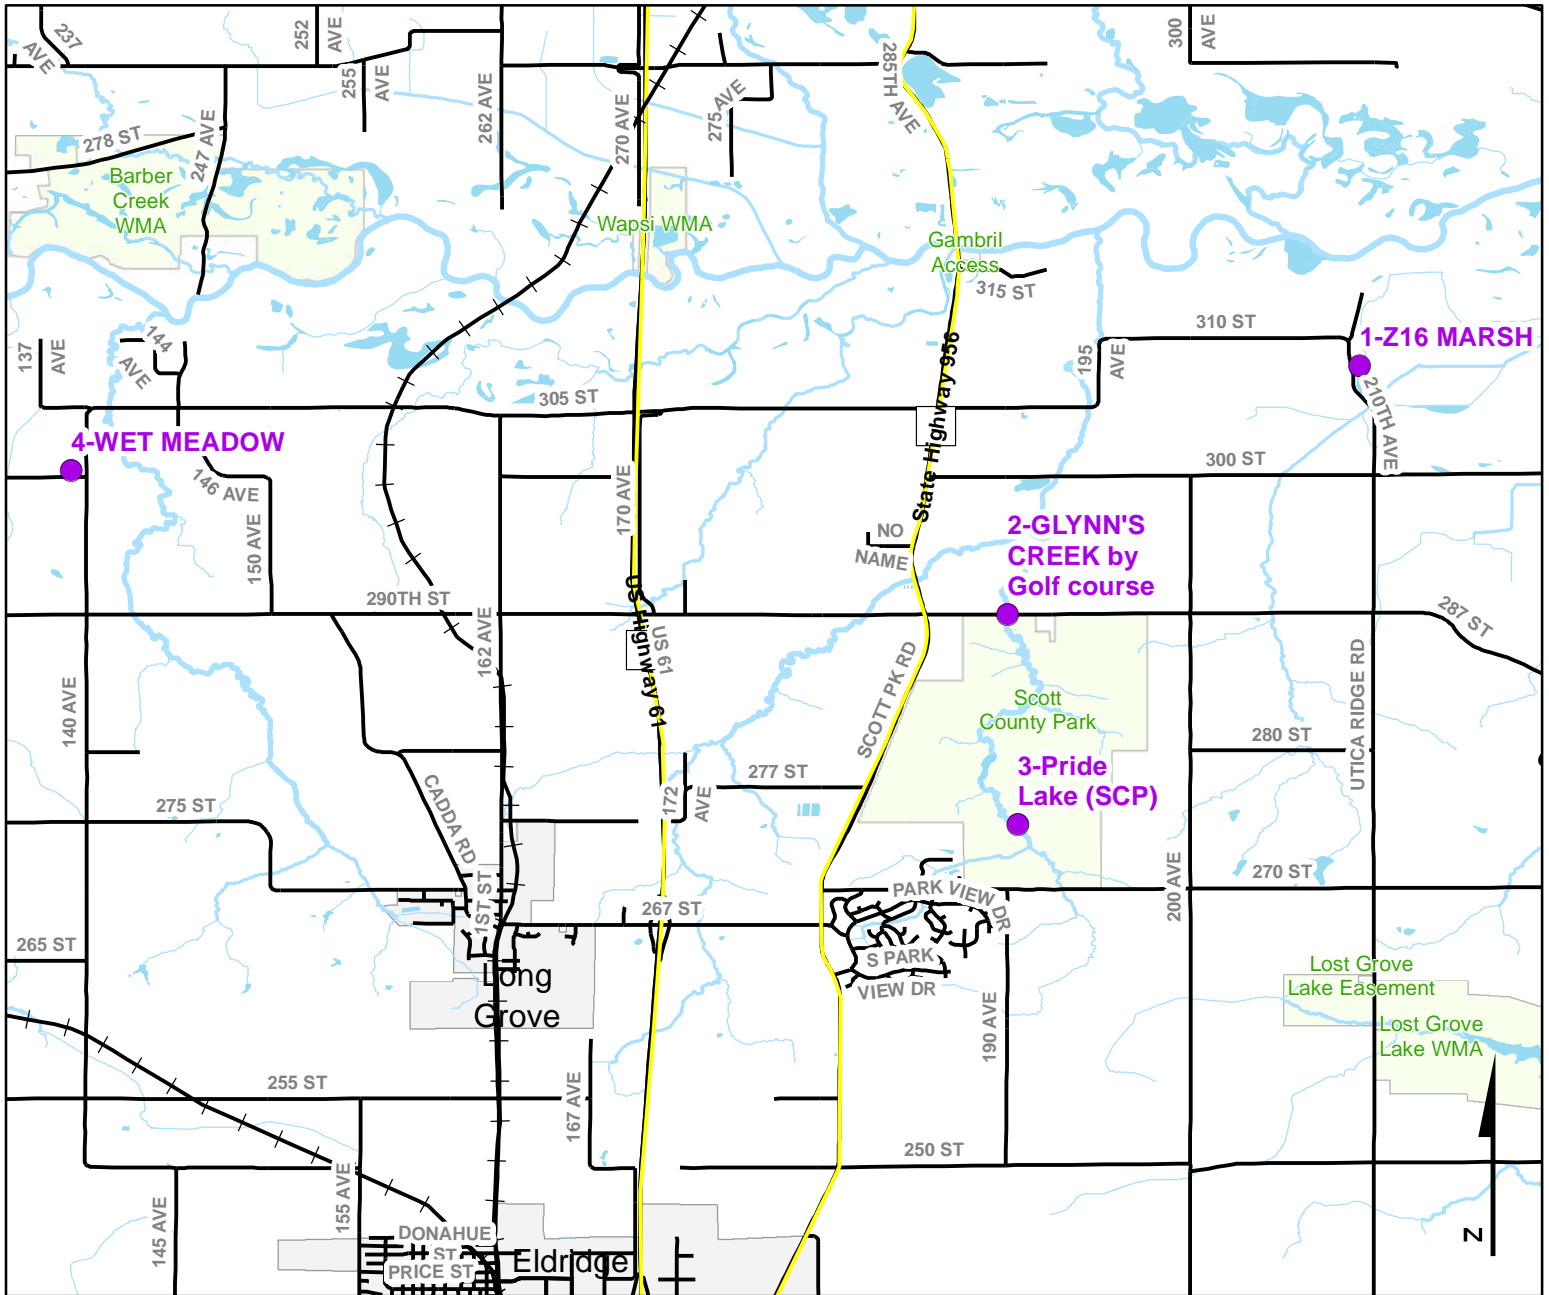 237
AVE
252
AVE
255
AVE
262 AVE
270 AVE
275 AVE
285TH AVE
300
AVE
278 ST
247 AVE
Barber
Creek
WMA
Wapsi WMA
Gambril
Access
315 ST
137
AVE
144
AVE
310 ST
1-Z16 MARSH
195
AVE
210TH AVE
305 ST
State Highway 956
4-WET MEADOW
146 AVE
300 ST
150 AVE
170 AVE
NO
NAME
2-GLYNN'S
CREEK by
Golf course
290TH ST
162 AVE
US Highway 61
US 61
287 ST
SCOTT PK RD
UTICA RIDGE RD
140 AVE
Scott
County Park
280 ST
3-Pride
Lake (SCP)
277 ST
172
AVE
275 ST
CADDA RD
1ST ST
200 AVE
270 ST
PARK VIEW DR
267 ST
265 ST
S PARK
VIEW DR
Long
Grove
Lost Grove
Lake Easement
Lost Grove
Lake WMA
190 AVE
255 ST
167 AVE
250 ST
145 AVE
155 AVE
DONAHUE
ST
PRICE ST
Eldridge
N